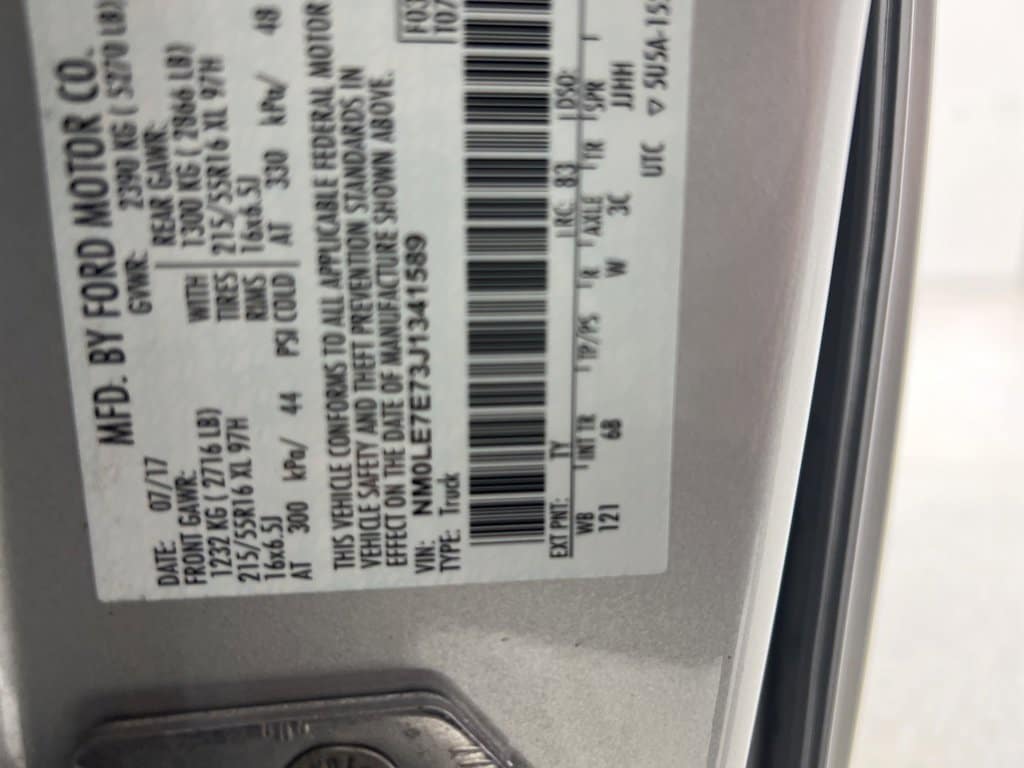 MFD. BY FORD MOTOR CO.
DATE: 07/17 GVWR: 2390 KG ( 5270 LB)
FRONT GAWR: REAR GAWR:
1232 KG ( 2716 LB) WITH 1300 KG ( 2866 LB)
215/55R16 XL 97H TIRES 215/55R16 XL 97H
16x6.5J RIMS 16x6.5J
AT 300 kPa/ 44 PSI COLD AT 330 kPa/ 48
THIS VEHICLE CONFORMS TO ALL APPLICABLE FEDERAL MOTOR
VEHICLE SAFETY AND THEFT PREVENTION STANDARDS IN
EFFECT ON THE DATE OF MANUFACTURE SHOWN ABOVE.
VIN: NM0LE7E73J1341589
TYPE: Truck
F03
T07
EXT PNT: TY RC: 83 DSO:
WB INT TR TP/PS R AXLE TR SPR
121 6B W 3C JJHH
UTC ▽ 5U5A-15